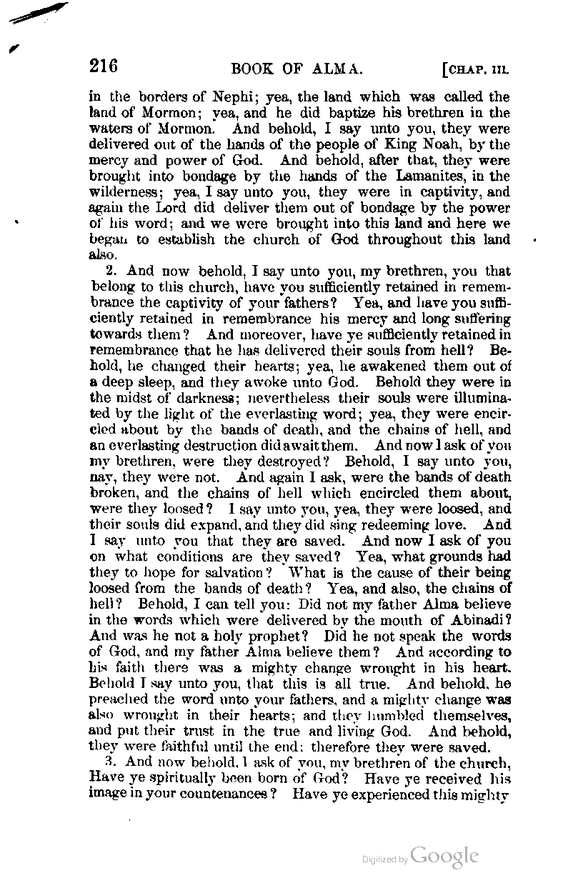 216 BOOK OF ALMA. [CHAP. III.
in the borders of Nephi; yea, the land which was called the
land of Mormon; yea, and he did baptize his brethren in the
waters of Mormon. And behold, I say unto you, they were
delivered out of the hands of the people of King Noah, by the
mercy and power of God. And behold, after that, they were
brought into bondage by the hands of the Lamanites, in the
wilderness; yea, I say unto you, they were in captivity, and
again the Lord did deliver them out of bondage by the power
of his word; and we were brought into this land and here we
began to establish the church of God throughout this land
also.
2. And now behold, I say unto you, my brethren, you that
belong to this church, have you sufficiently retained in remem-
brance the captivity of your fathers? Yea, and have you suffi-
ciently retained in remembrance his mercy and long suffering
towards them? And moreover, have ye sufficiently retained in
remembrance that he has delivered their souls from hell? Be-
hold, he changed their hearts; yea, he awakened them out of
a deep sleep, and they awoke unto God. Behold they were in
the midst of darkness; nevertheless their souls were illumina-
ted by the light of the everlasting word; yea, they were encir-
cled about by the bands of death, and the chains of hell, and
an everlasting destruction did await them. And now I ask of you
my brethren, were they destroyed? Behold, I say unto you,
nay, they were not. And again I ask, were the bands of death
broken, and the chains of hell which encircled them about,
were they loosed? I say unto you, yea, they were loosed, and
their souls did expand, and they did sing redeeming love. And
I say unto you that they are saved. And now I ask of you
on what conditions are they saved? Yea, what grounds had
they to hope for salvation? What is the cause of their being
loosed from the bands of death? Yea, and also, the chains of
hell? Behold, I can tell you: Did not my father Alma believe
in the words which were delivered by the mouth of Abinadi?
And was he not a holy prophet? Did he not speak the words
of God, and my father Alma believe them? And according to
his faith there was a mighty change wrought in his heart.
Behold I say unto you, that this is all true. And behold, he
preached the word unto your fathers, and a mighty change was
also wrought in their hearts; and they humbled themselves,
and put their trust in the true and living God. And behold,
they were faithful until the end: therefore they were saved.
3. And now behold, I ask of you, my brethren of the church,
Have ye spiritually been born of God? Have ye received his
image in your countenances? Have ye experienced this mighty
Digitized by Google